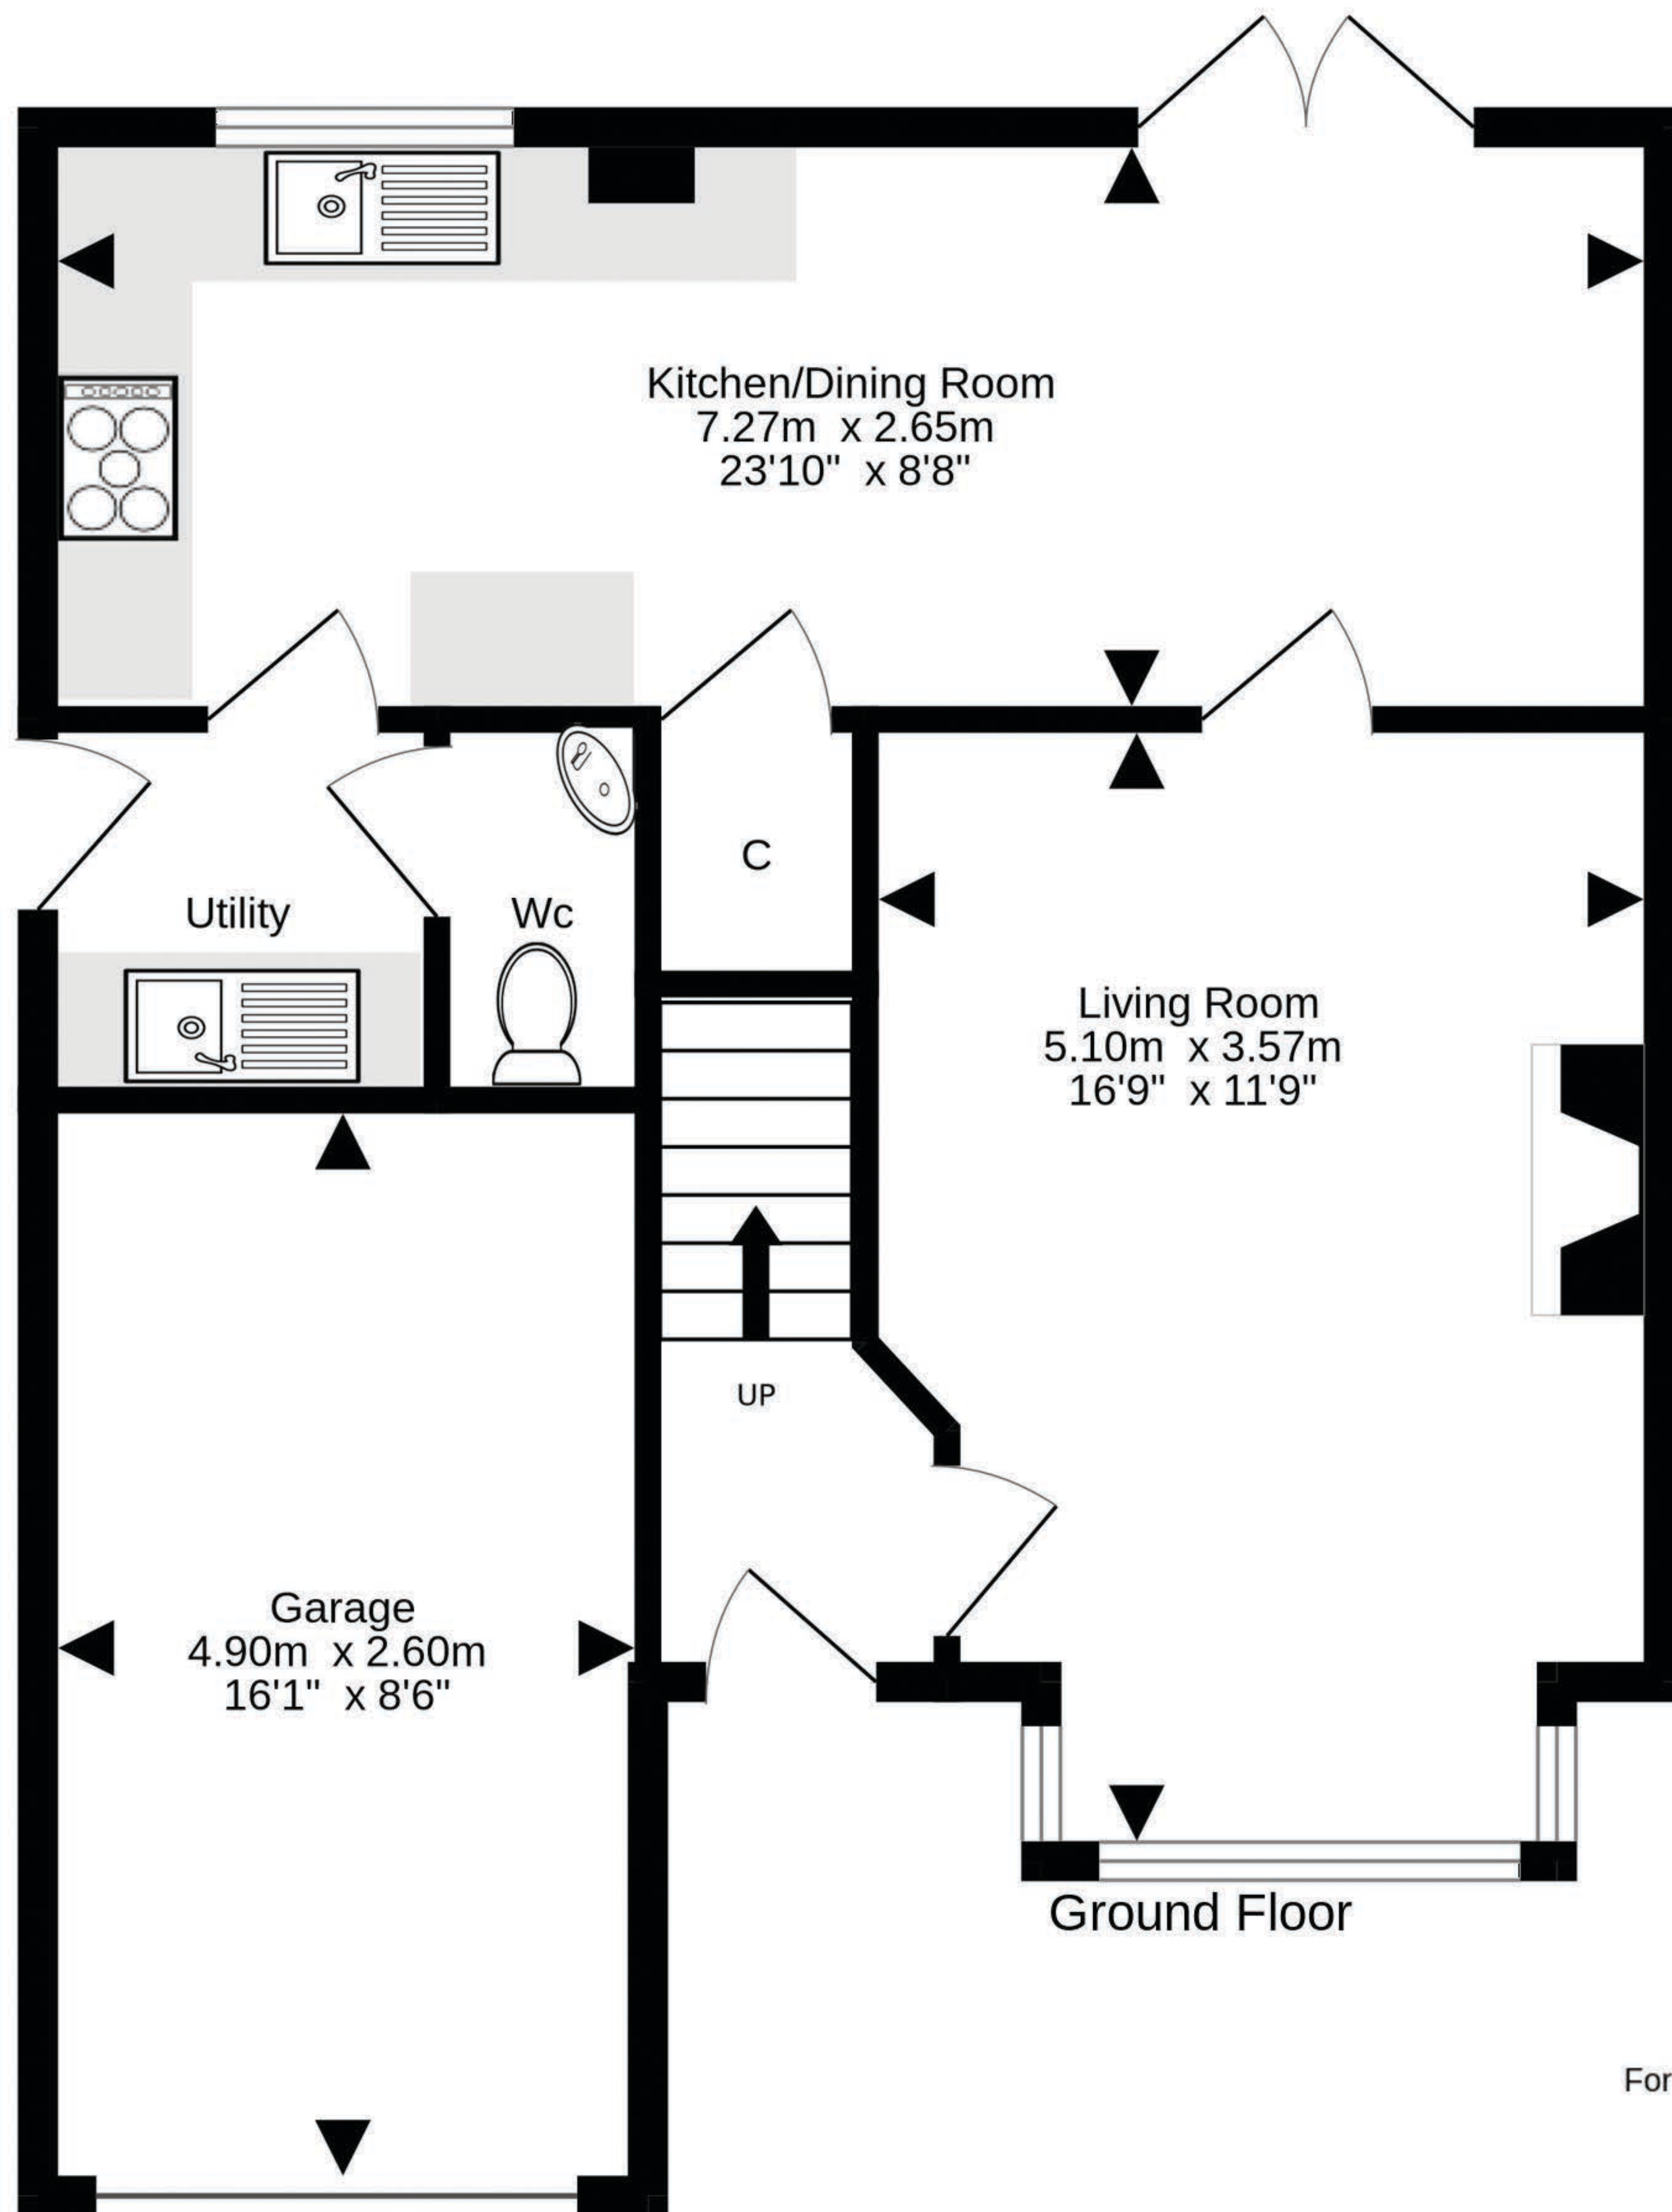 Kitchen/Dining Room
7.27m x 2.65m
23'10" x 8'8"
C
Utility
Wc
Living Room
5.10m x 3.57m
16'9" x 11'9"
UP
Garage
4.90m x 2.60m
16'1" x 8'6"
Ground Floor
For